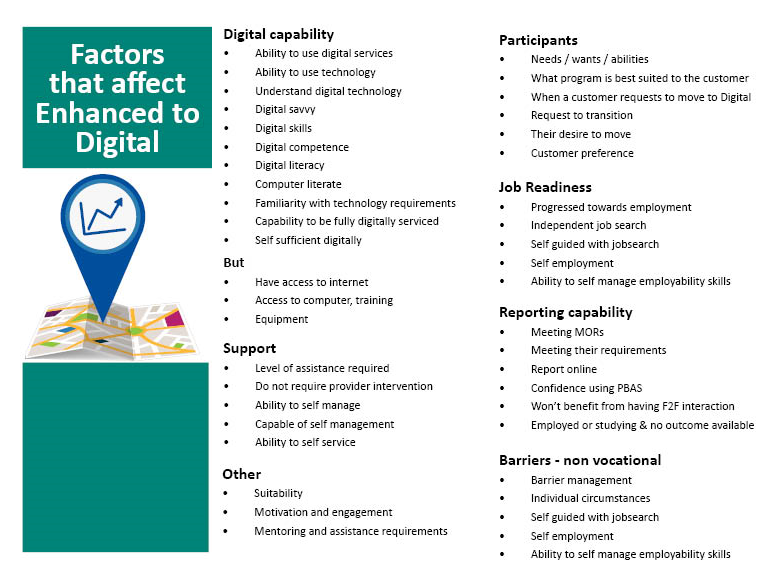 Factors
that affect
Enhanced to
Digital
Digital capability
• Ability to use digital services
• Ability to use technology
• Understand digital technology
• Digital savvy
• Digital skills
• Digital competence
• Digital literacy
• Computer literate
• Familiarity with technology requirements
• Capability to be fully digitally serviced
• Self sufficient digitally
But
• Have access to internet
• Access to computer, training
• Equipment
Support
• Level of assistance required
• Do not require provider intervention
• Ability to self manage
• Capable of self management
• Ability to self service
Other
• Suitability
• Motivation and engagement
• Mentoring and assistance requirements
Participants
• Needs / wants / abilities
• What program is best suited to the customer
• When a customer requests to move to Digital
• Request to transition
• Their desire to move
• Customer preference
Job Readiness
• Progressed towards employment
• Independent job search
• Self guided with jobsearch
• Self employment
• Ability to self manage employability skills
Reporting capability
• Meeting MORs
• Meeting their requirements
• Report online
• Confidence using PBAS
• Won’t benefit from having F2F interaction
• Employed or studying & no outcome available
Barriers - non vocational
• Barrier management
• Individual circumstances
• Self guided with jobsearch
• Self employment
• Ability to self manage employability skills